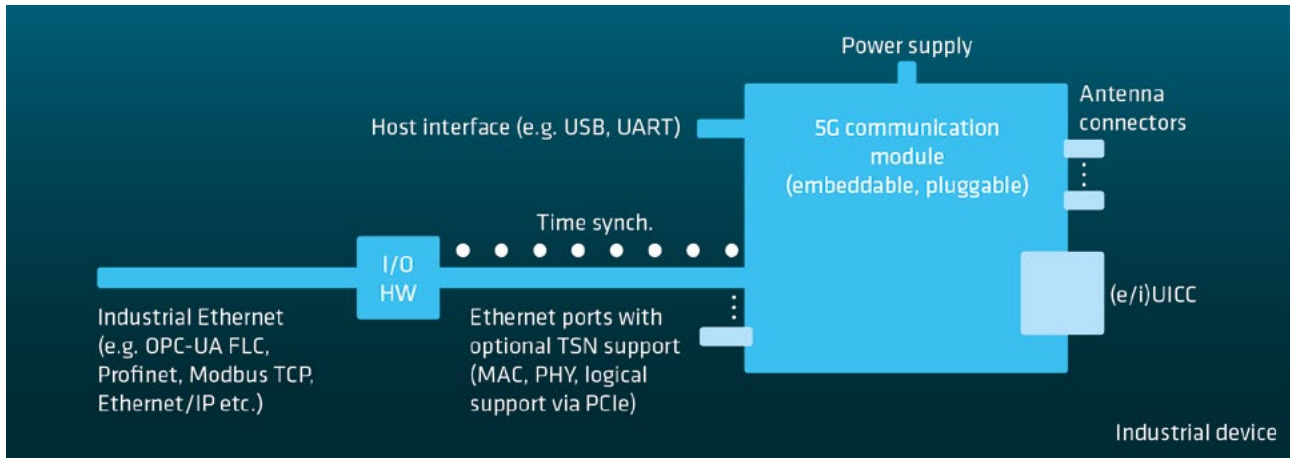 Power supply
Antenna
connectors
Host interface (e.g. USB, UART)
5G communication
module
(embeddable, pluggable)
Time synch.
I/O
HW
(e/i)UICC
Industrial Ethernet
(e.g. OPC-UA FLC,
Profinet, Modbus TCP,
Ethernet/IP etc.)
Ethernet ports with
optional TSN support
(MAC, PHY, logical
support via PCIe)
Industrial device